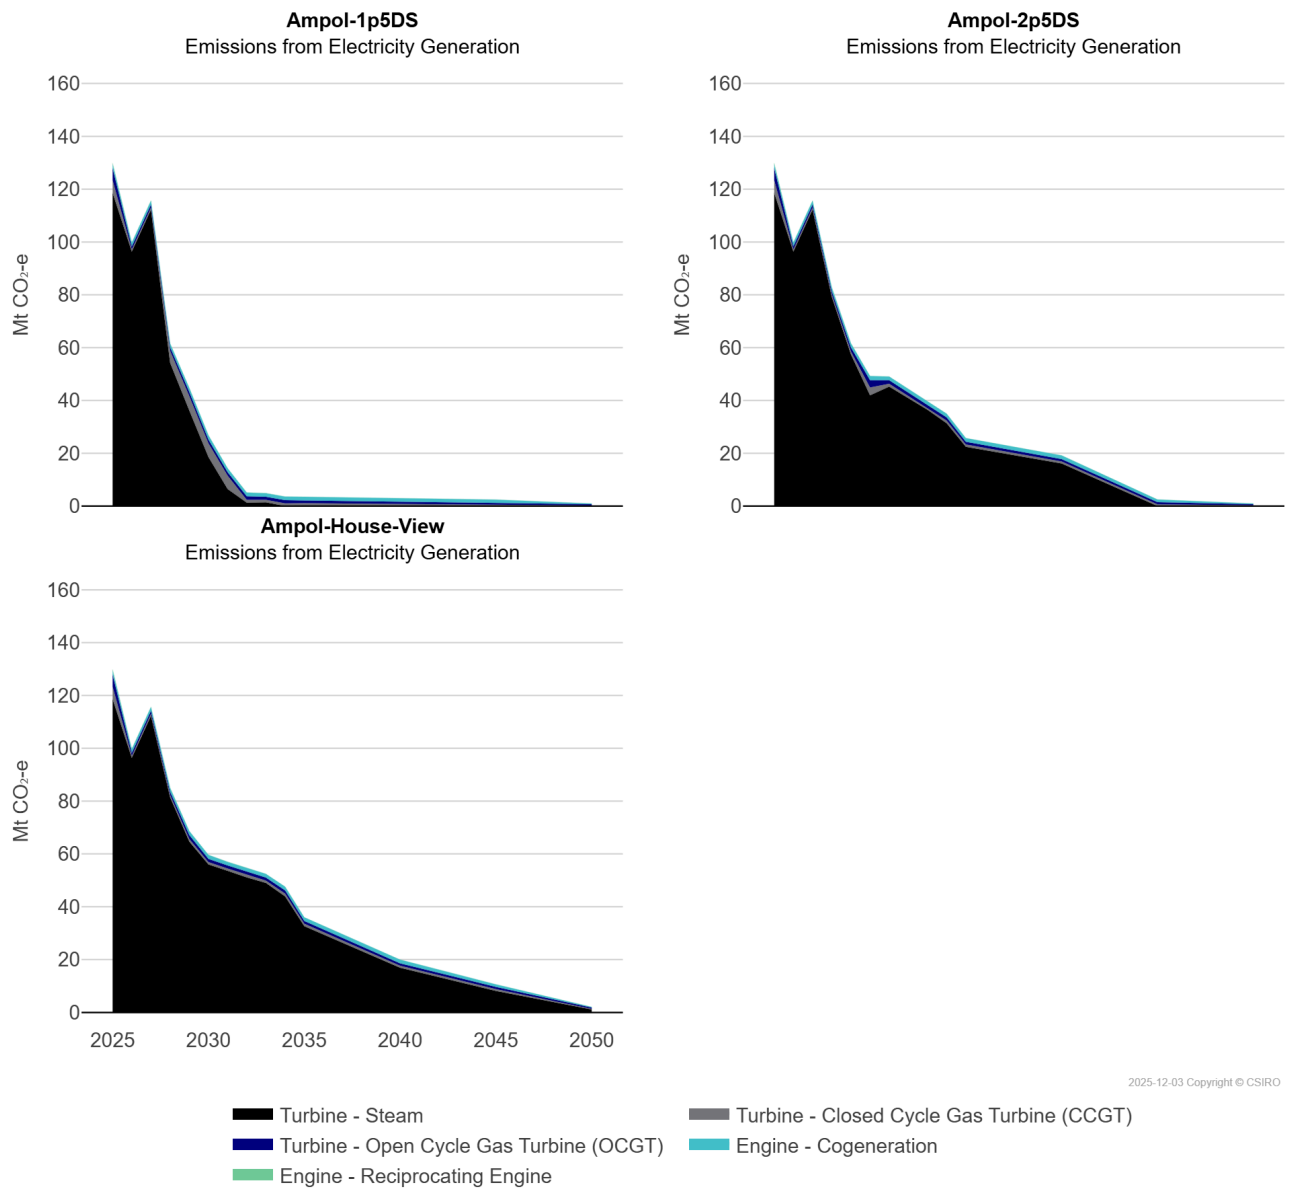 Ampol-1p5DS
Emissions from Electricity Generation
160
140
120
100
80
60
40
20
0
Mt CO₂-e
Ampol-2p5DS
Emissions from Electricity Generation
160
140
120
100
80
60
40
20
0
Mt CO₂-e
Ampol-House-View
Emissions from Electricity Generation
160
140
120
100
80
60
40
20
0
Mt CO₂-e
2025 2030 2035 2040 2045 2050
2025-12-03 Copyright © CSIRO
Turbine - Steam
Turbine - Closed Cycle Gas Turbine (CCGT)
Turbine - Open Cycle Gas Turbine (OCGT)
Engine - Cogeneration
Engine - Reciprocating Engine